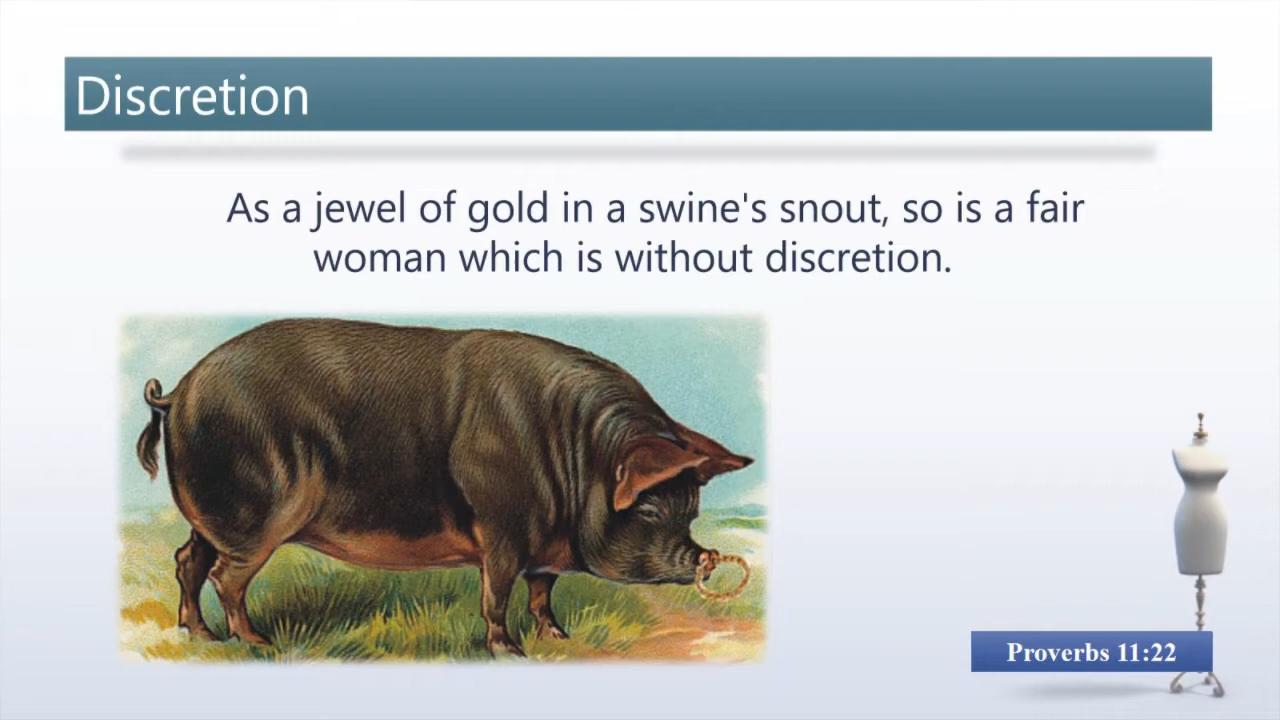 Discretion
As a jewel of gold in a swine's snout, so is a fair
woman which is without discretion.
Proverbs 11:22